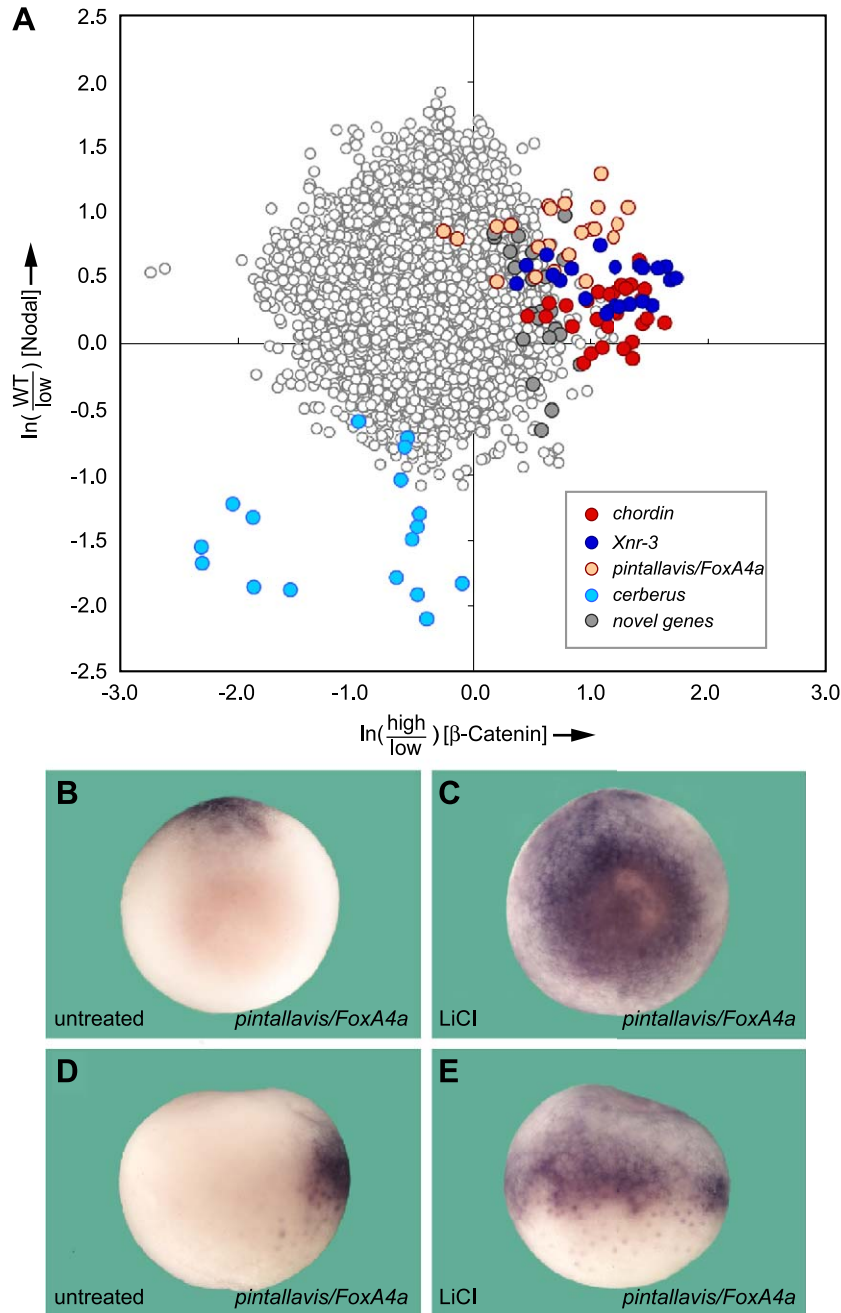 A
2.5
2.0
1.5
1.0
0.5
0.0
-0.5
-1.0
-1.5
-2.0
-2.5
ln(WT/low) [Nodal]
chordin
Xnr-3
pintallavis/FoxA4a
cerberus
novel genes
-3.0 -2.0 -1.0 0.0 1.0 2.0 3.0
ln(high/low) [β-Catenin]
B
untreated pintallavis/FoxA4a
C
LiCl pintallavis/FoxA4a
D
untreated pintallavis/FoxA4a
E
LiCl pintallavis/FoxA4a